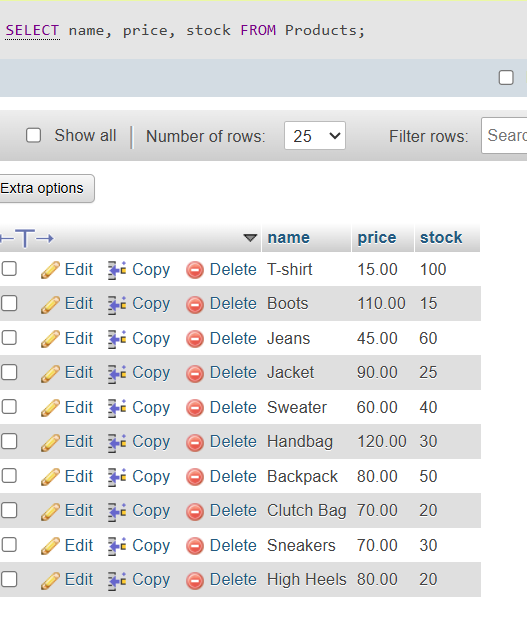 SELECT name, price, stock FROM Products;
Show all Number of rows: 25 Filter rows: Searc
Extra options
name price stock
Edit Copy Delete T-shirt 15.00 100
Edit Copy Delete Boots 110.00 15
Edit Copy Delete Jeans 45.00 60
Edit Copy Delete Jacket 90.00 25
Edit Copy Delete Sweater 60.00 40
Edit Copy Delete Handbag 120.00 30
Edit Copy Delete Backpack 80.00 50
Edit Copy Delete Clutch Bag 70.00 20
Edit Copy Delete Sneakers 70.00 30
Edit Copy Delete High Heels 80.00 20